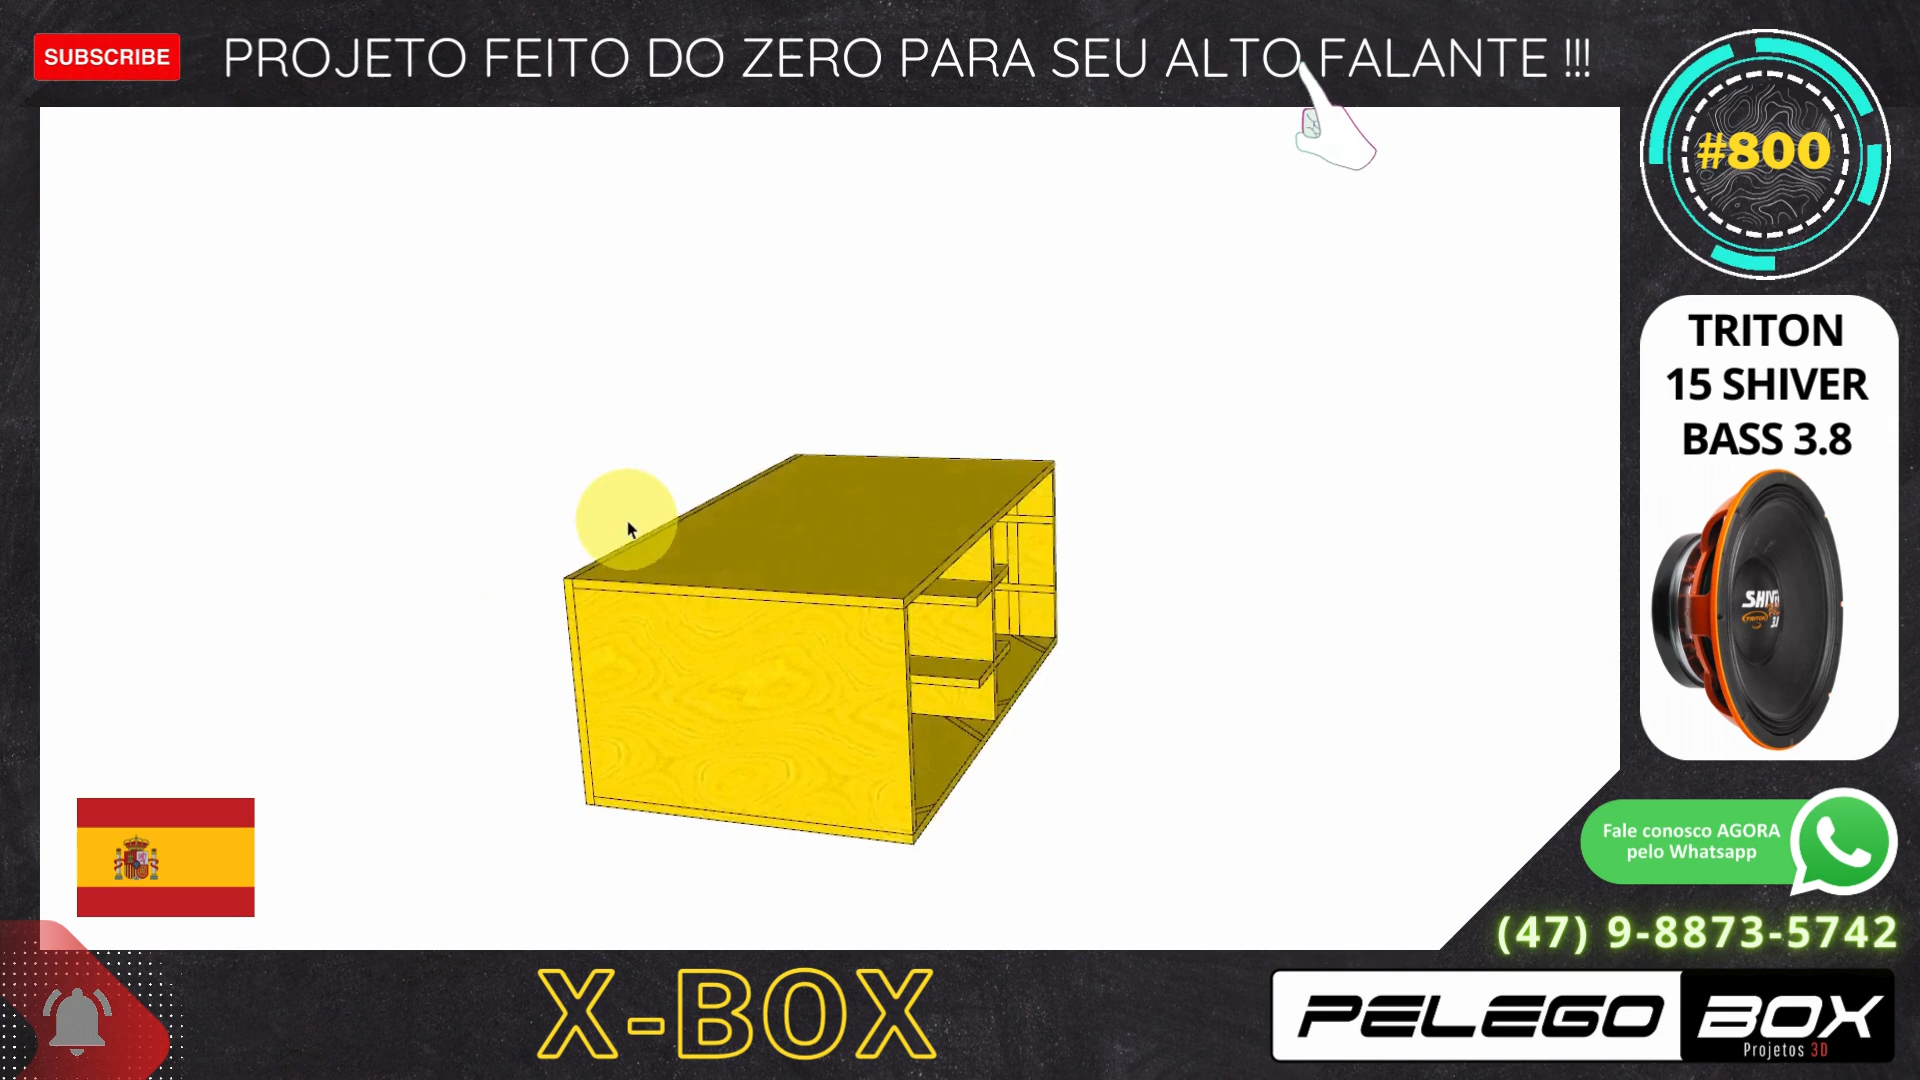 SUBSCRIBE
PROJETO FEITO DO ZERO PARA SEU ALTO FALANTE !!!
#800
TRITON
15 SHIVER
BASS 3.8
Fale conosco AGORA
pelo Whatsapp
(47) 9-8873-5742
X-BOX
PELEGO BOX
Projetos 3D